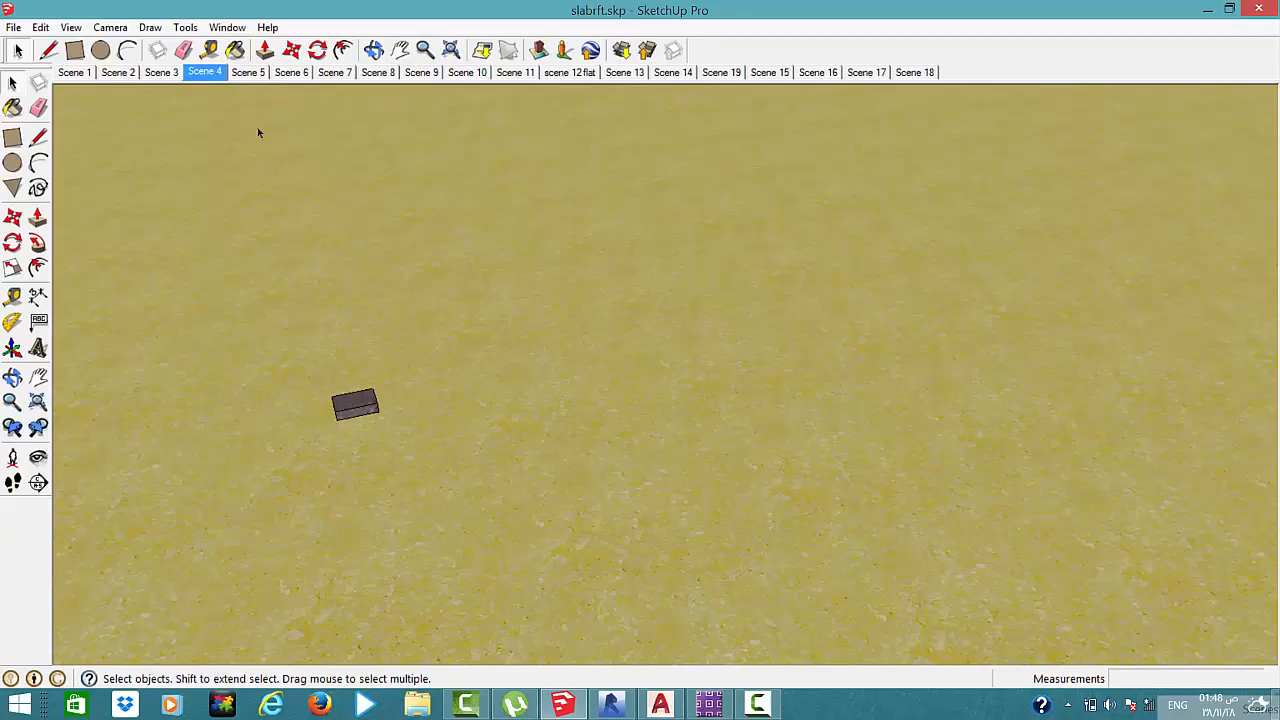 slabrft.skp - SketchUp Pro
File Edit View Camera Draw Tools Window Help
Scene 1 Scene 2 Scene 3 Scene 4 Scene 5 Scene 6 Scene 7 Scene 8 Scene 9 Scene 10 Scene 11 scene 12 flat Scene 13 Scene 14 Scene 19 Scene 15 Scene 16 Scene 17 Scene 18
ABC
Select objects. Shift to extend select. Drag mouse to select multiple.
Measurements
ENG
01:48 ص